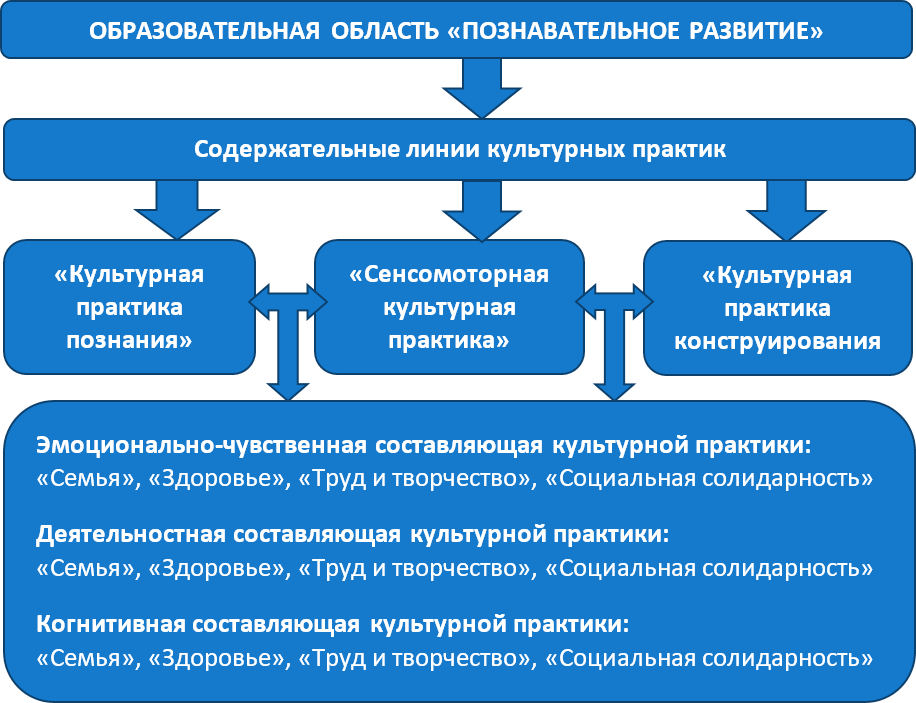 ОБРАЗОВАТЕЛЬНАЯ ОБЛАСТЬ «ПОЗНАВАТЕЛЬНОЕ РАЗВИТИЕ»
Содержательные линии культурных практик
«Культурная
практика
познания»
«Сенсомоторная
культурная
практика»
«Культурная
практика
конструирования
Эмоционально-чувственная составляющая культурной практики:
«Семья», «Здоровье», «Труд и творчество», «Социальная солидарность»
Деятельностная составляющая культурной практики:
«Семья», «Здоровье», «Труд и творчество», «Социальная солидарность»
Когнитивная составляющая культурной практики:
«Семья», «Здоровье», «Труд и творчество», «Социальная солидарность»